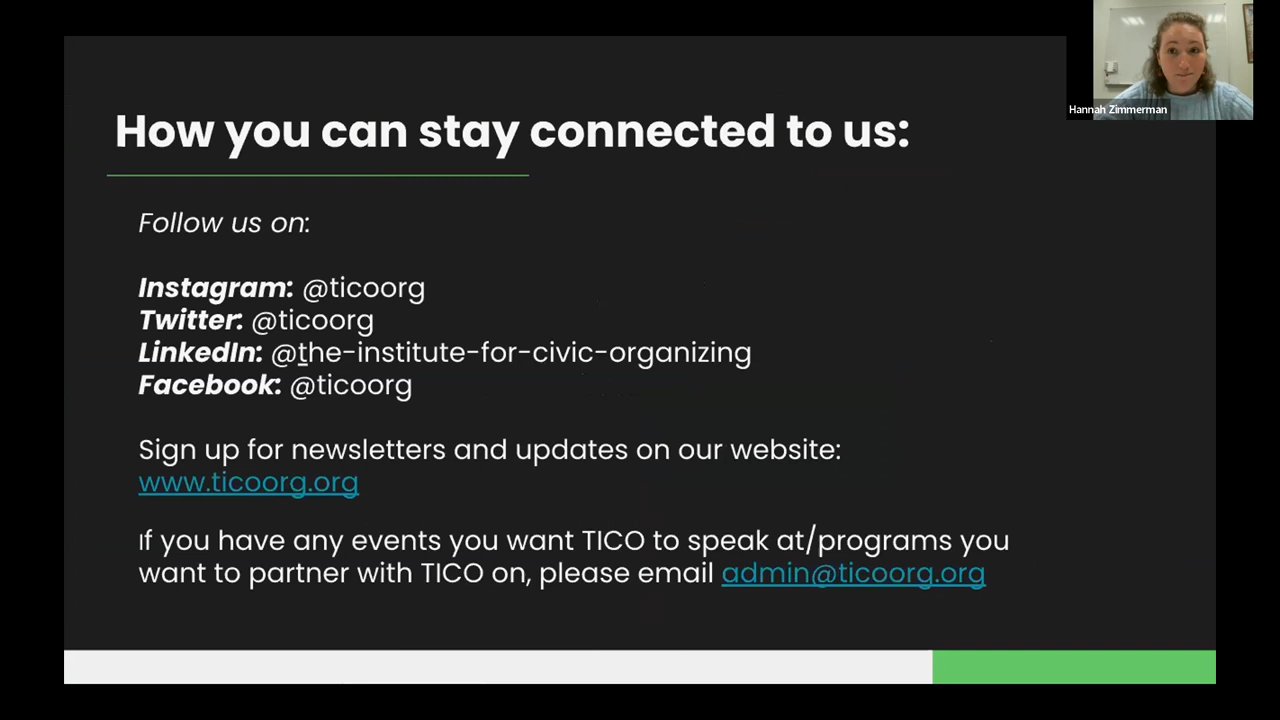 How you can stay connected to us:
Hannah Zimmerman
Follow us on:
Instagram: @ticoorg
Twitter: @ticoorg
LinkedIn: @the-institute-for-civic-organizing
Facebook: @ticoorg
Sign up for newsletters and updates on our website:
www.ticoorg.org
If you have any events you want TICO to speak at/programs you
want to partner with TICO on, please email admin@ticoorg.org